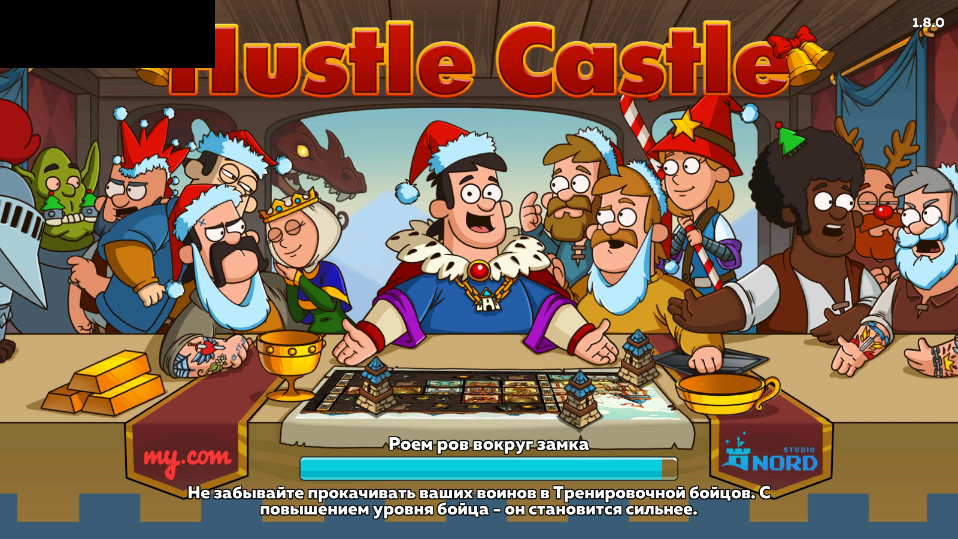 1.8.0
Hustle Castle
Роем ров вокруг замка
my.com
STUDIO
NORD
Не забывайте прокачивать ваших воинов в Тренировочной бойцов. С
повышением уровня бойца - он становится сильнее.